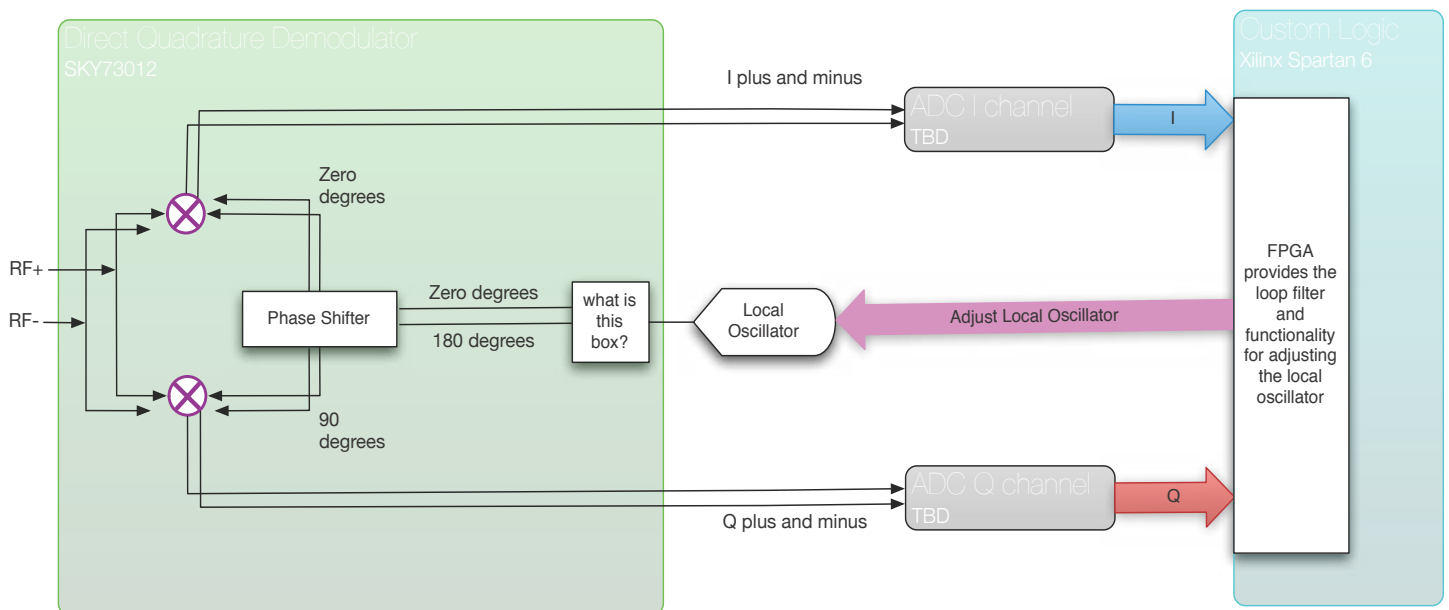 Direct Quadrature Demodulator
SKY73012
Custom Logic
Xilinx Spartan 6
I plus and minus
ADC I channel
TBD
I
Zero
degrees
RF+
RF-
Phase Shifter
Zero degrees
180 degrees
what is
this
box?
Local
Oscillator
Adjust Local Oscillator
FPGA
provides the
loop filter
and
functionality
for adjusting
the local
oscillator
90
degrees
ADC Q channel
TBD
Q
Q plus and minus